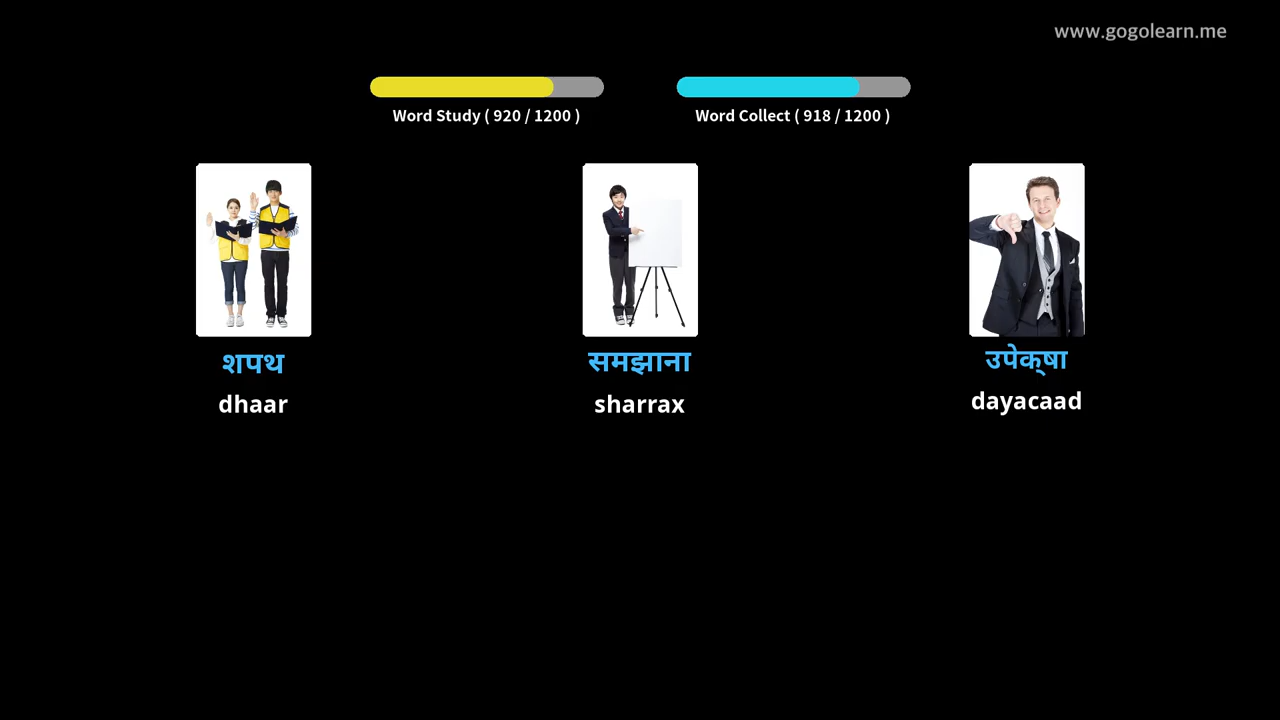 www.gogolearn.me
Word Study ( 920 / 1200 )
Word Collect ( 918 / 1200 )
शपथ
समझाना
उपेक्षा
dhaar
sharrax
dayacaad